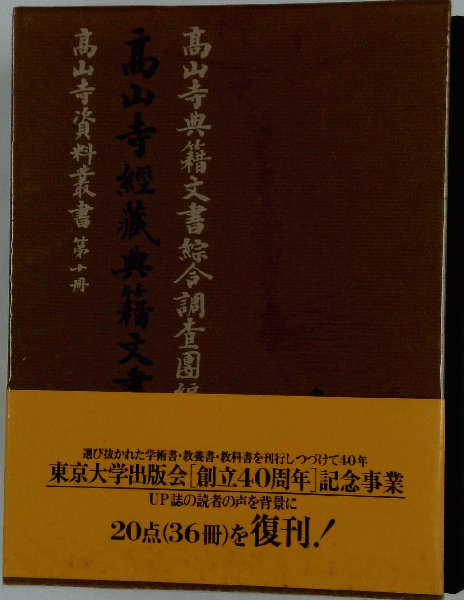 高山寺典籍文書綜合調査團編
高山寺經藏典籍文書
高山寺資料叢書 第十冊
選び抜かれた学術書・教養書・教科書を刊行しつづけて40年
東京大学出版会[創立40周年]記念事業
UP誌の読者の声を背景に
20点(36冊)を復刊!